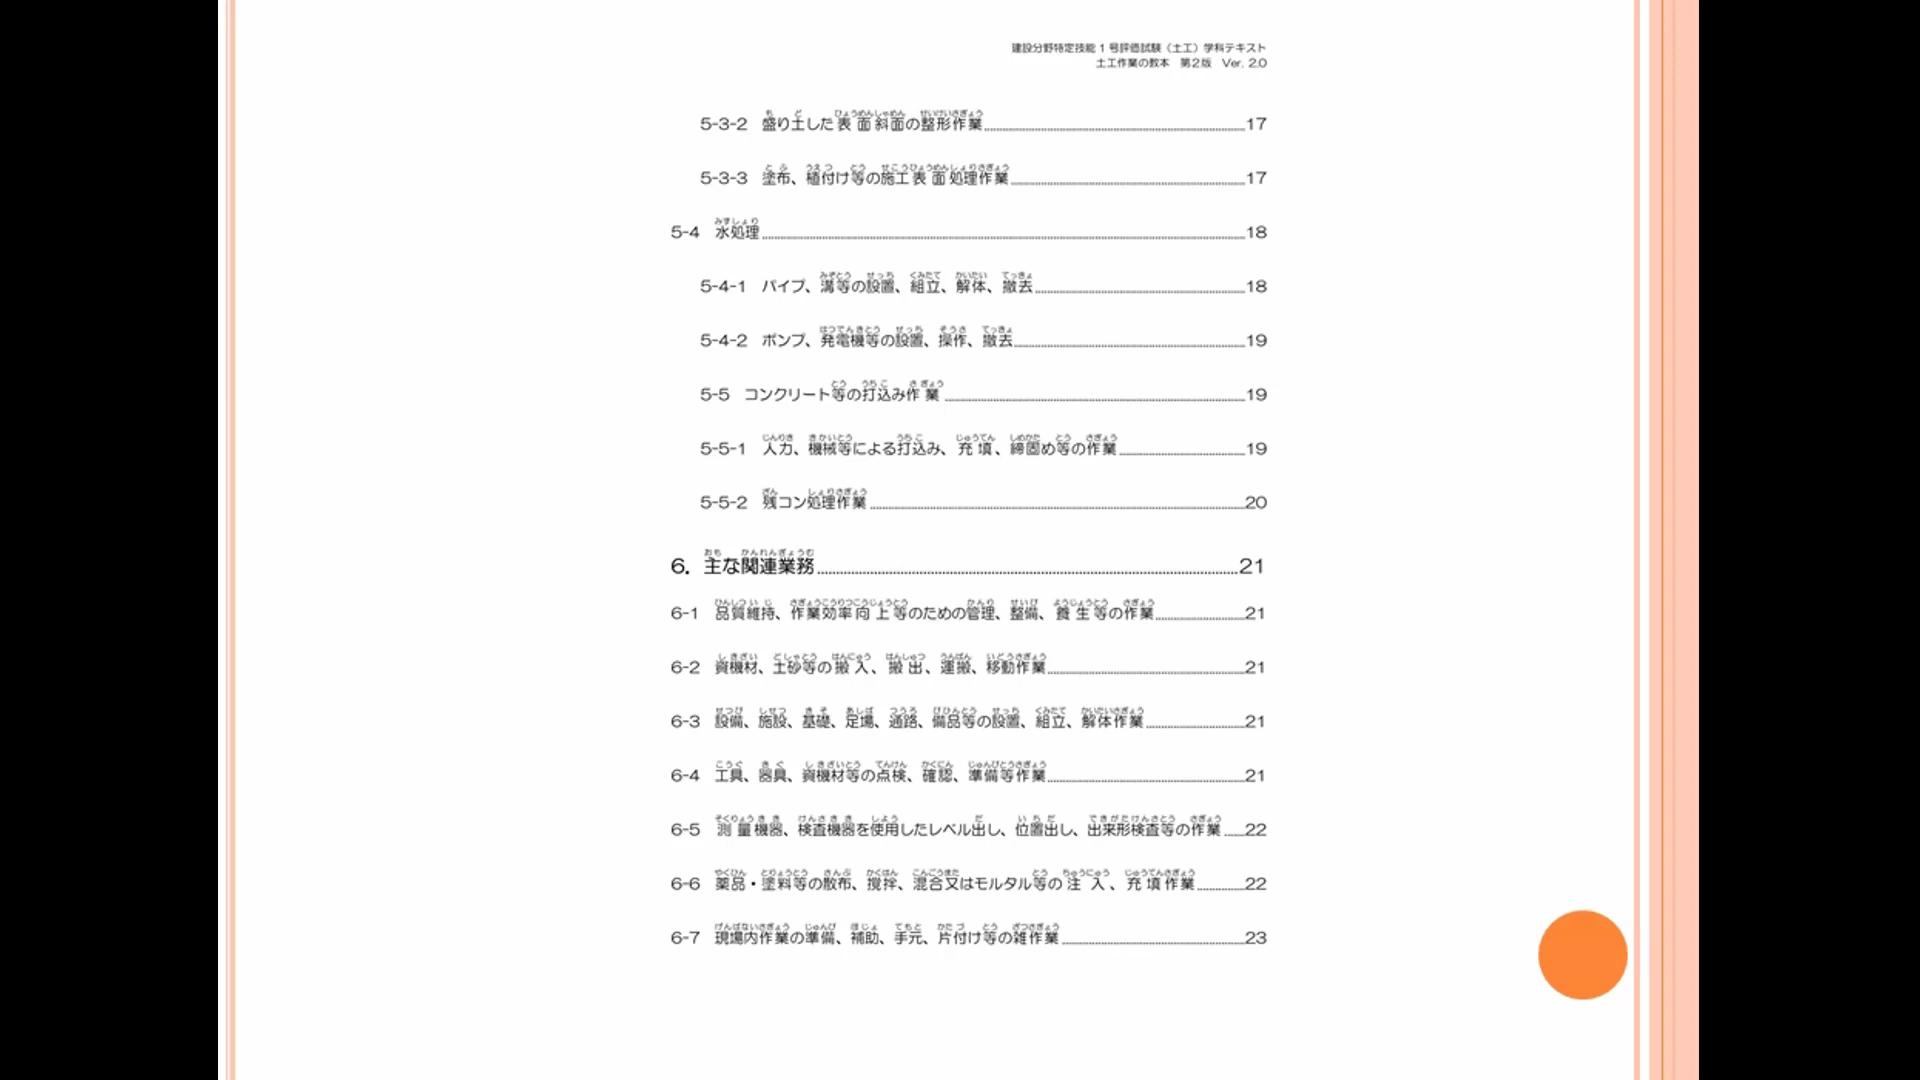 建設分野特定技能1号評価試験（土工）学科テキスト
土工作業の教本　第2版　Ver. 2.0
5-3-2　盛り土した表面斜面の整形作業 17
5-3-3　塗布、植付け等の施工表面処理作業 17
5-4　水処理 18
5-4-1　パイプ、溝等の設置、組立、解体、撤去 18
5-4-2　ポンプ、発電機等の設置、操作、撤去 19
5-5　コンクリート等の打込み作業 19
5-5-1　人力、機械等による打込み、充填、締固め等の作業 19
5-5-2　残コン処理作業 20
6. 主な関連業務 21
6-1　品質維持、作業効率向上等のための管理、整備、養生等の作業 21
6-2　資機材、土砂等の搬入、搬出、運搬、移動作業 21
6-3　設備、施設、基礎、足場、通路、備品等の設置、組立、解体作業 21
6-4　工具、器具、資機材等の点検、確認、準備等作業 21
6-5　測量機器、検査機器を使用したレベル出し、位置出し、出来形検査等の作業 22
6-6　薬品・塗料等の散布、撹拌、混合又はモルタル等の注入、充填作業 22
6-7　現場内作業の準備、補助、手元、片付け等の雑作業 23